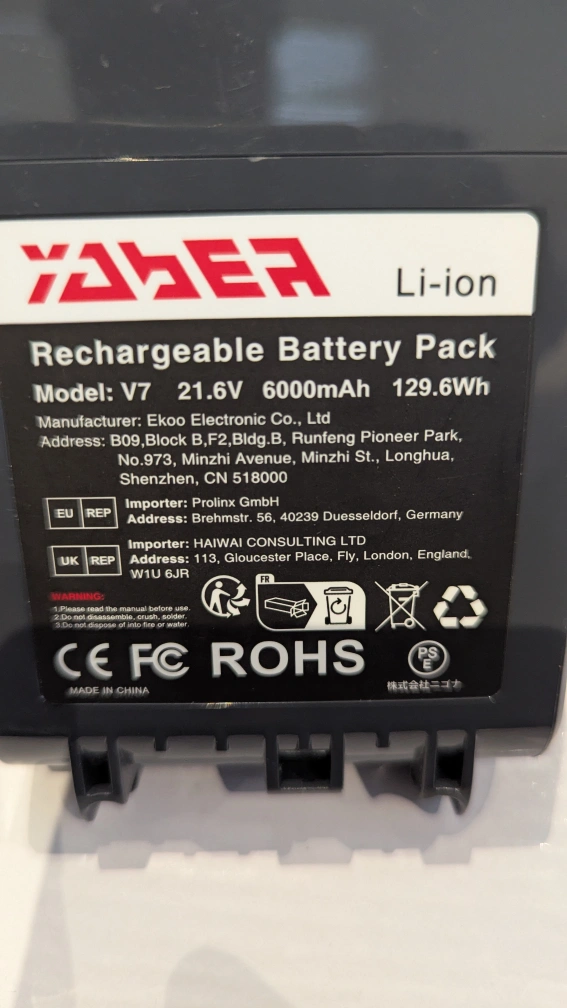 YABER
Li-ion
Rechargeable Battery Pack
Model: V7 21.6V 6000mAh 129.6Wh
Manufacturer: Ekoo Electronic Co., Ltd
Address: B09,Block B,F2,Bldg.B, Runfeng Pioneer Park,
No.973, Minzhi Avenue, Minzhi St., Longhua,
Shenzhen, CN 518000
EU REP
Importer: Prolinx GmbH
Address: Brehmstr. 56, 40239 Duesseldorf, Germany
UK REP
Importer: HAIWAI CONSULTING LTD
Address: 113, Gloucester Place, Fly, London, England,
W1U 6JR
WARNING:
1.Please read the manual before use.
2.Do not disassemble, crush, solder.
3.Do not dispose of into fire or water.
FR
CE FC ROHS
PS
E
MADE IN CHINA
株式会社ニゴナ